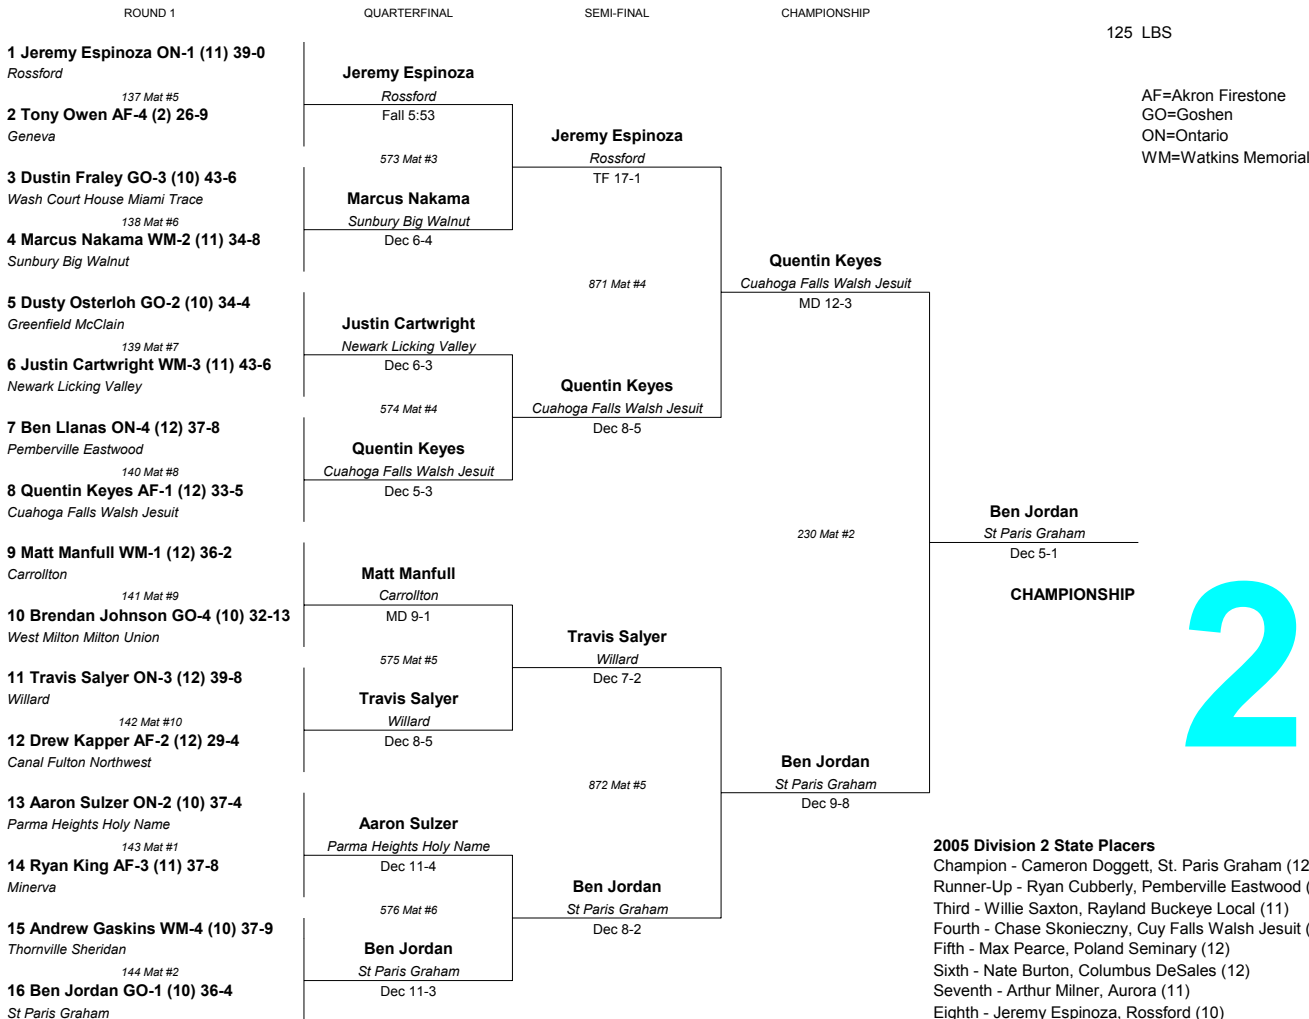 ROUND 1 QUARTERFINAL SEMI-FINAL CHAMPIONSHIP
125 LBS
AF=Akron Firestone
GO=Goshen
ON=Ontario
WM=Watkins Memorial
1 Jeremy Espinoza ON-1 (11) 39-0
Rossford
137 Mat #5
2 Tony Owen AF-4 (2) 26-9
Geneva
3 Dustin Fraley GO-3 (10) 43-6
Wash Court House Miami Trace
138 Mat #6
4 Marcus Nakama WM-2 (11) 34-8
Sunbury Big Walnut
5 Dusty Osterloh GO-2 (10) 34-4
Greenfield McClain
139 Mat #7
6 Justin Cartwright WM-3 (11) 43-6
Newark Licking Valley
7 Ben Llanas ON-4 (12) 37-8
Pemberville Eastwood
140 Mat #8
8 Quentin Keyes AF-1 (12) 33-5
Cuahoga Falls Walsh Jesuit
9 Matt Manfull WM-1 (12) 36-2
Carrollton
141 Mat #9
10 Brendan Johnson GO-4 (10) 32-13
West Milton Milton Union
11 Travis Salyer ON-3 (12) 39-8
Willard
142 Mat #10
12 Drew Kapper AF-2 (12) 29-4
Canal Fulton Northwest
13 Aaron Sulzer ON-2 (10) 37-4
Parma Heights Holy Name
143 Mat #1
14 Ryan King AF-3 (11) 37-8
Minerva
15 Andrew Gaskins WM-4 (10) 37-9
Thornville Sheridan
144 Mat #2
16 Ben Jordan GO-1 (10) 36-4
St Paris Graham
Jeremy Espinoza
Rossford
Fall 5:53
573 Mat #3
Marcus Nakama
Sunbury Big Walnut
Dec 6-4
Justin Cartwright
Newark Licking Valley
Dec 6-3
574 Mat #4
Quentin Keyes
Cuahoga Falls Walsh Jesuit
Dec 5-3
Matt Manfull
Carrollton
MD 9-1
575 Mat #5
Travis Salyer
Willard
Dec 8-5
Aaron Sulzer
Parma Heights Holy Name
Dec 11-4
576 Mat #6
Ben Jordan
St Paris Graham
Dec 11-3
Jeremy Espinoza
Rossford
TF 17-1
871 Mat #4
Quentin Keyes
Cuahoga Falls Walsh Jesuit
Dec 8-5
Travis Salyer
Willard
Dec 7-2
872 Mat #5
Ben Jordan
St Paris Graham
Dec 8-2
Quentin Keyes
Cuahoga Falls Walsh Jesuit
MD 12-3
230 Mat #2
Ben Jordan
St Paris Graham
Dec 9-8
Ben Jordan
St Paris Graham
Dec 5-1
CHAMPIONSHIP
2
2005 Division 2 State Placers
Champion - Cameron Doggett, St. Paris Graham (12
Runner-Up - Ryan Cubberly, Pemberville Eastwood (
Third - Willie Saxton, Rayland Buckeye Local (11)
Fourth - Chase Skonieczny, Cuy Falls Walsh Jesuit (
Fifth - Max Pearce, Poland Seminary (12)
Sixth - Nate Burton, Columbus DeSales (12)
Seventh - Arthur Milner, Aurora (11)
Eighth - Jeremy Espinoza, Rossford (10)